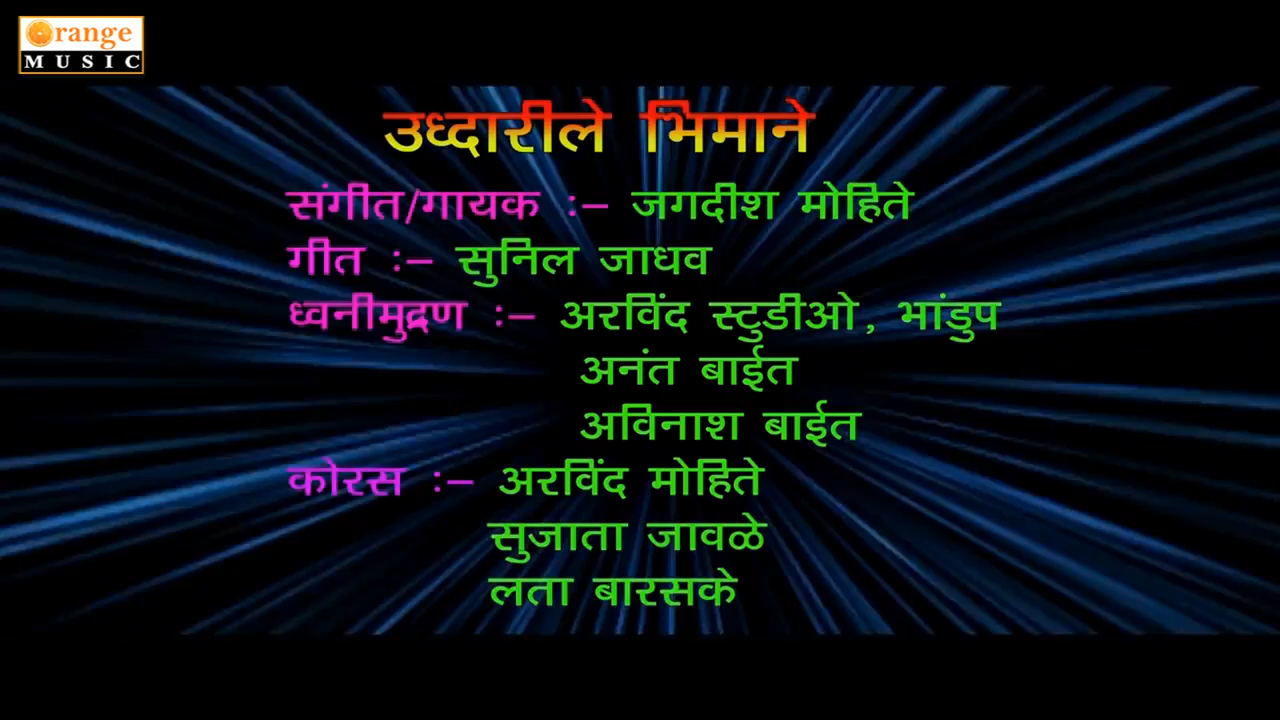 Orange
MUSIC
उध्दारीले भिमाने
संगीत/गायक :– जगदीश मोहिते
गीत :– सुनिल जाधव
ध्वनीमुद्रण :– अरविंद स्टुडीओ, भांडुप
अनंत बाईत
अविनाश बाईत
कोरस :– अरविंद मोहिते
सुजाता जावळे
लता बारसके